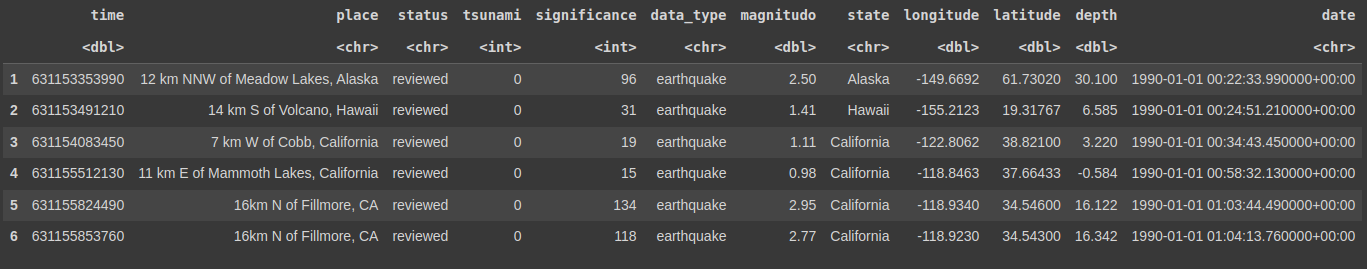 time place status tsunami significance data_type magnitudo state longitude latitude depth date
<dbl> <chr> <chr> <int> <int> <chr> <dbl> <chr> <dbl> <dbl> <dbl> <chr>
1 631153353990 12 km NNW of Meadow Lakes, Alaska reviewed 0 96 earthquake 2.50 Alaska -149.6692 61.73020 30.100 1990-01-01 00:22:33.990000+00:00
2 631153491210 14 km S of Volcano, Hawaii reviewed 0 31 earthquake 1.41 Hawaii -155.2123 19.31767 6.585 1990-01-01 00:24:51.210000+00:00
3 631154083450 7 km W of Cobb, California reviewed 0 19 earthquake 1.11 California -122.8062 38.82100 3.220 1990-01-01 00:34:43.450000+00:00
4 631155512130 11 km E of Mammoth Lakes, California reviewed 0 15 earthquake 0.98 California -118.8463 37.66433 -0.584 1990-01-01 00:58:32.130000+00:00
5 631155824490 16km N of Fillmore, CA reviewed 0 134 earthquake 2.95 California -118.9340 34.54600 16.122 1990-01-01 01:03:44.490000+00:00
6 631155853760 16km N of Fillmore, CA reviewed 0 118 earthquake 2.77 California -118.9230 34.54300 16.342 1990-01-01 01:04:13.760000+00:00